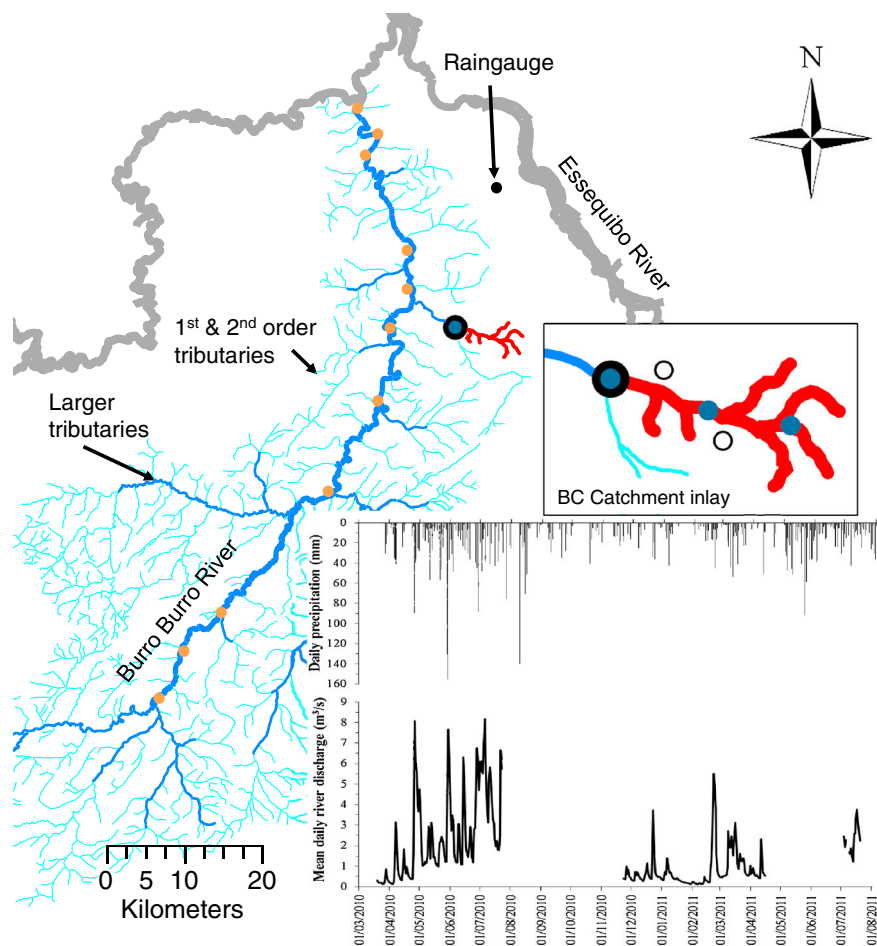 N
Raingauge
Essequibo River
1st & 2nd order
tributaries
Larger
tributaries
BC Catchment inlay
Burro Burro River
0 5 10 20
Kilometers
Daily precipitation (mm)
0
20
40
60
80
100
120
140
160
Mean daily river discharge (m³/s)
9
8
7
6
5
4
3
2
1
0
01/03/2010
01/04/2010
01/05/2010
01/06/2010
01/07/2010
01/08/2010
01/09/2010
01/10/2010
01/11/2010
01/12/2010
01/01/2011
01/02/2011
01/03/2011
01/04/2011
01/05/2011
01/06/2011
01/07/2011
01/08/2011